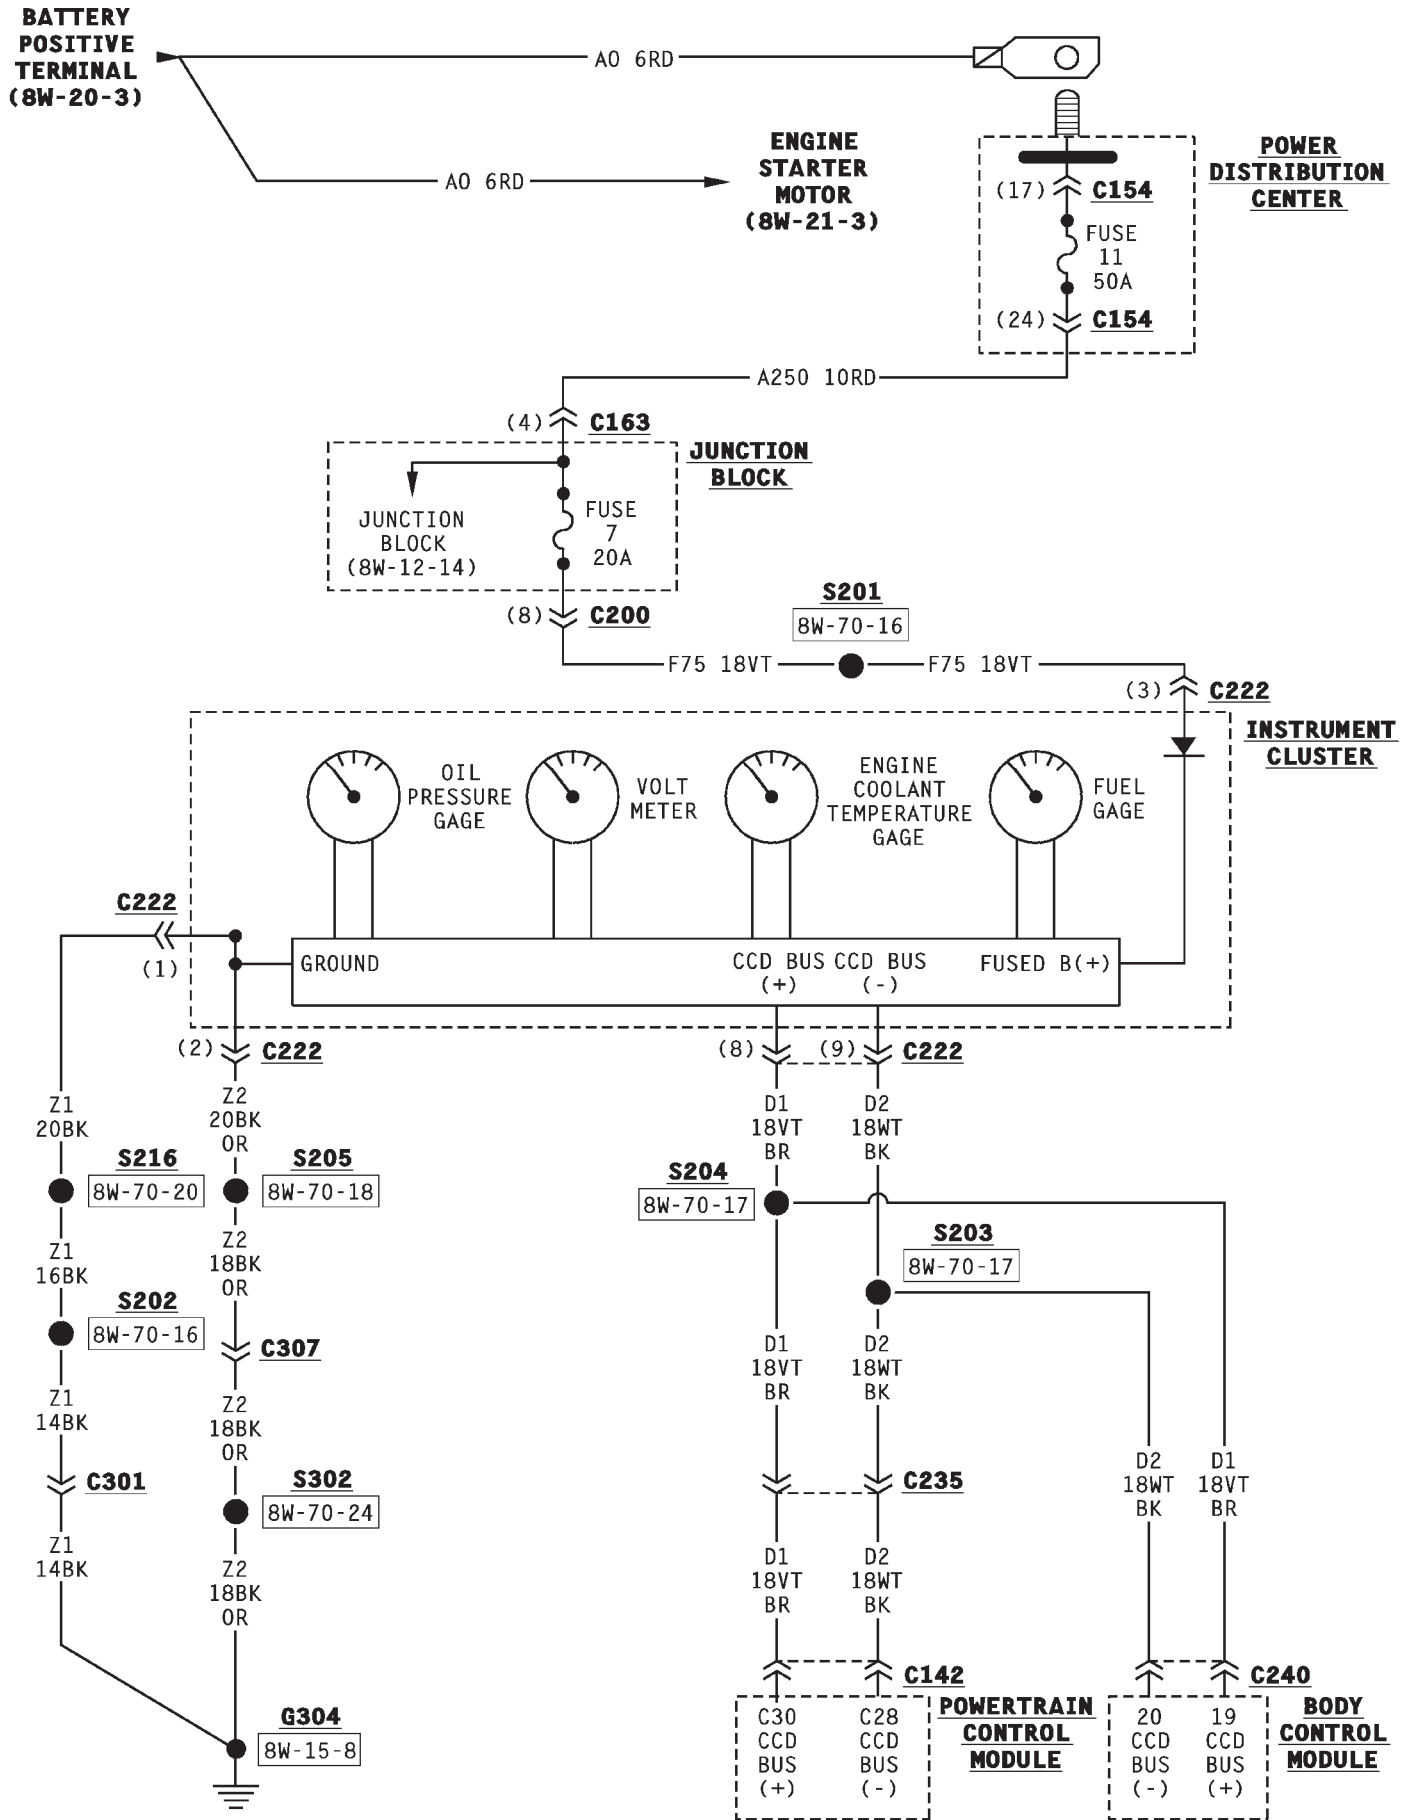 BATTERY
POSITIVE
TERMINAL
(8W-20-3)
A0 6RD
A0 6RD
ENGINE
STARTER
MOTOR
(8W-21-3)
POWER
DISTRIBUTION
CENTER
(17)
C154
FUSE
11
50A
(24)
C154
A250 10RD
(4)
C163
JUNCTION
BLOCK
JUNCTION
BLOCK
(8W-12-14)
FUSE
7
20A
(8)
C200
S201
8W-70-16
F75 18VT
F75 18VT
(3)
C222
INSTRUMENT
CLUSTER
OIL
PRESSURE
GAGE
VOLT
METER
ENGINE
COOLANT
TEMPERATURE
GAGE
FUEL
GAGE
C222
(1)
GROUND
CCD BUS
(+)
CCD BUS
(-)
FUSED B(+)
(2)
C222
(8)
(9)
C222
Z1
20BK
Z2
20BK
OR
D1
18VT
BR
D2
18WT
BK
S216
8W-70-20
S205
8W-70-18
S204
8W-70-17
S203
8W-70-17
Z1
16BK
Z2
18BK
OR
S202
8W-70-16
C307
D1
18VT
BR
D2
18WT
BK
Z1
14BK
Z2
18BK
OR
C301
S302
8W-70-24
C235
D2
18WT
BK
D1
18VT
BR
Z1
14BK
Z2
18BK
OR
D1
18VT
BR
D2
18WT
BK
G304
8W-15-8
C142
C30
CCD
BUS
(+)
C28
CCD
BUS
(-)
POWERTRAIN
CONTROL
MODULE
C240
20
CCD
BUS
(-)
19
CCD
BUS
(+)
BODY
CONTROL
MODULE